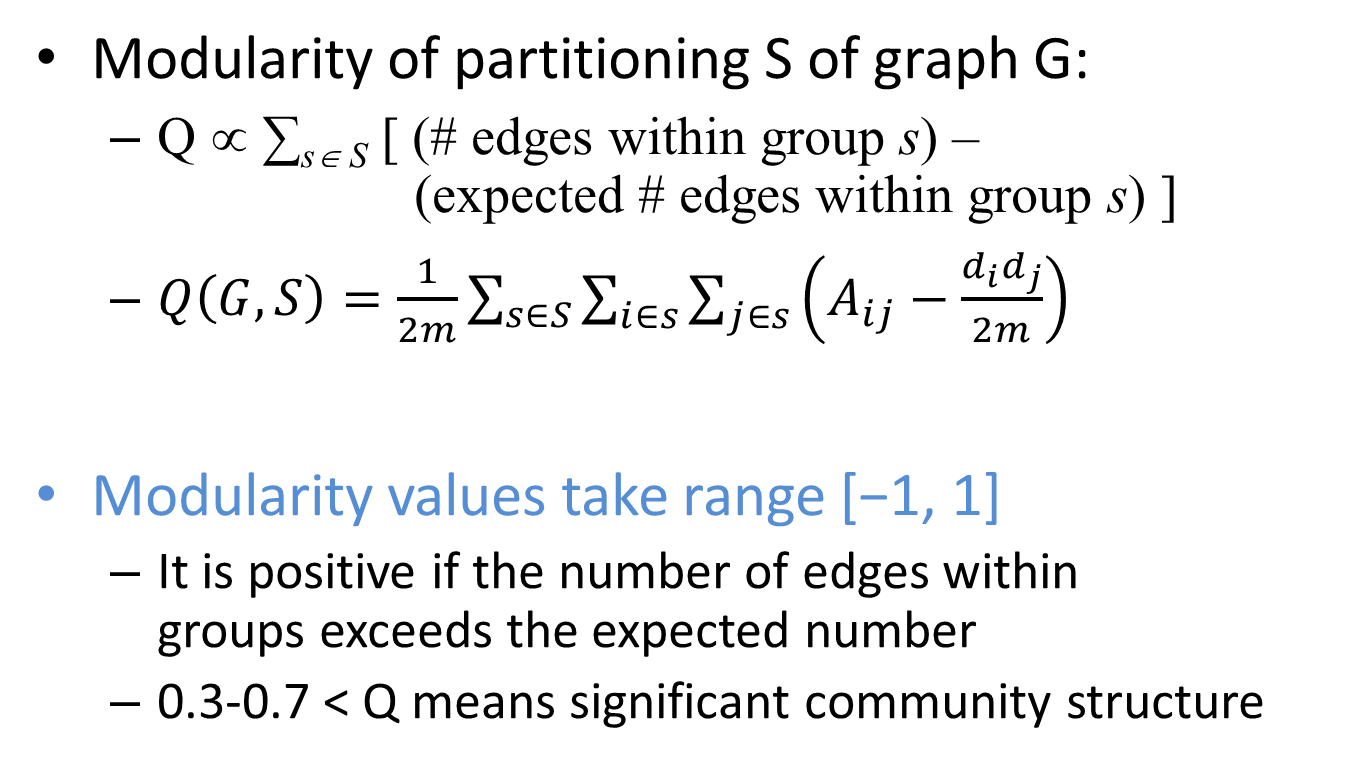 • Modularity of partitioning S of graph G:
– Q ∝ ∑s∈S [ (# edges within group s) –
(expected # edges within group s) ]
– Q(G, S) = 1/2m ∑s∈S ∑i∈s ∑j∈s (Aij − didj/2m)
• Modularity values take range [−1, 1]
– It is positive if the number of edges within
groups exceeds the expected number
– 0.3-0.7 < Q means significant community structure